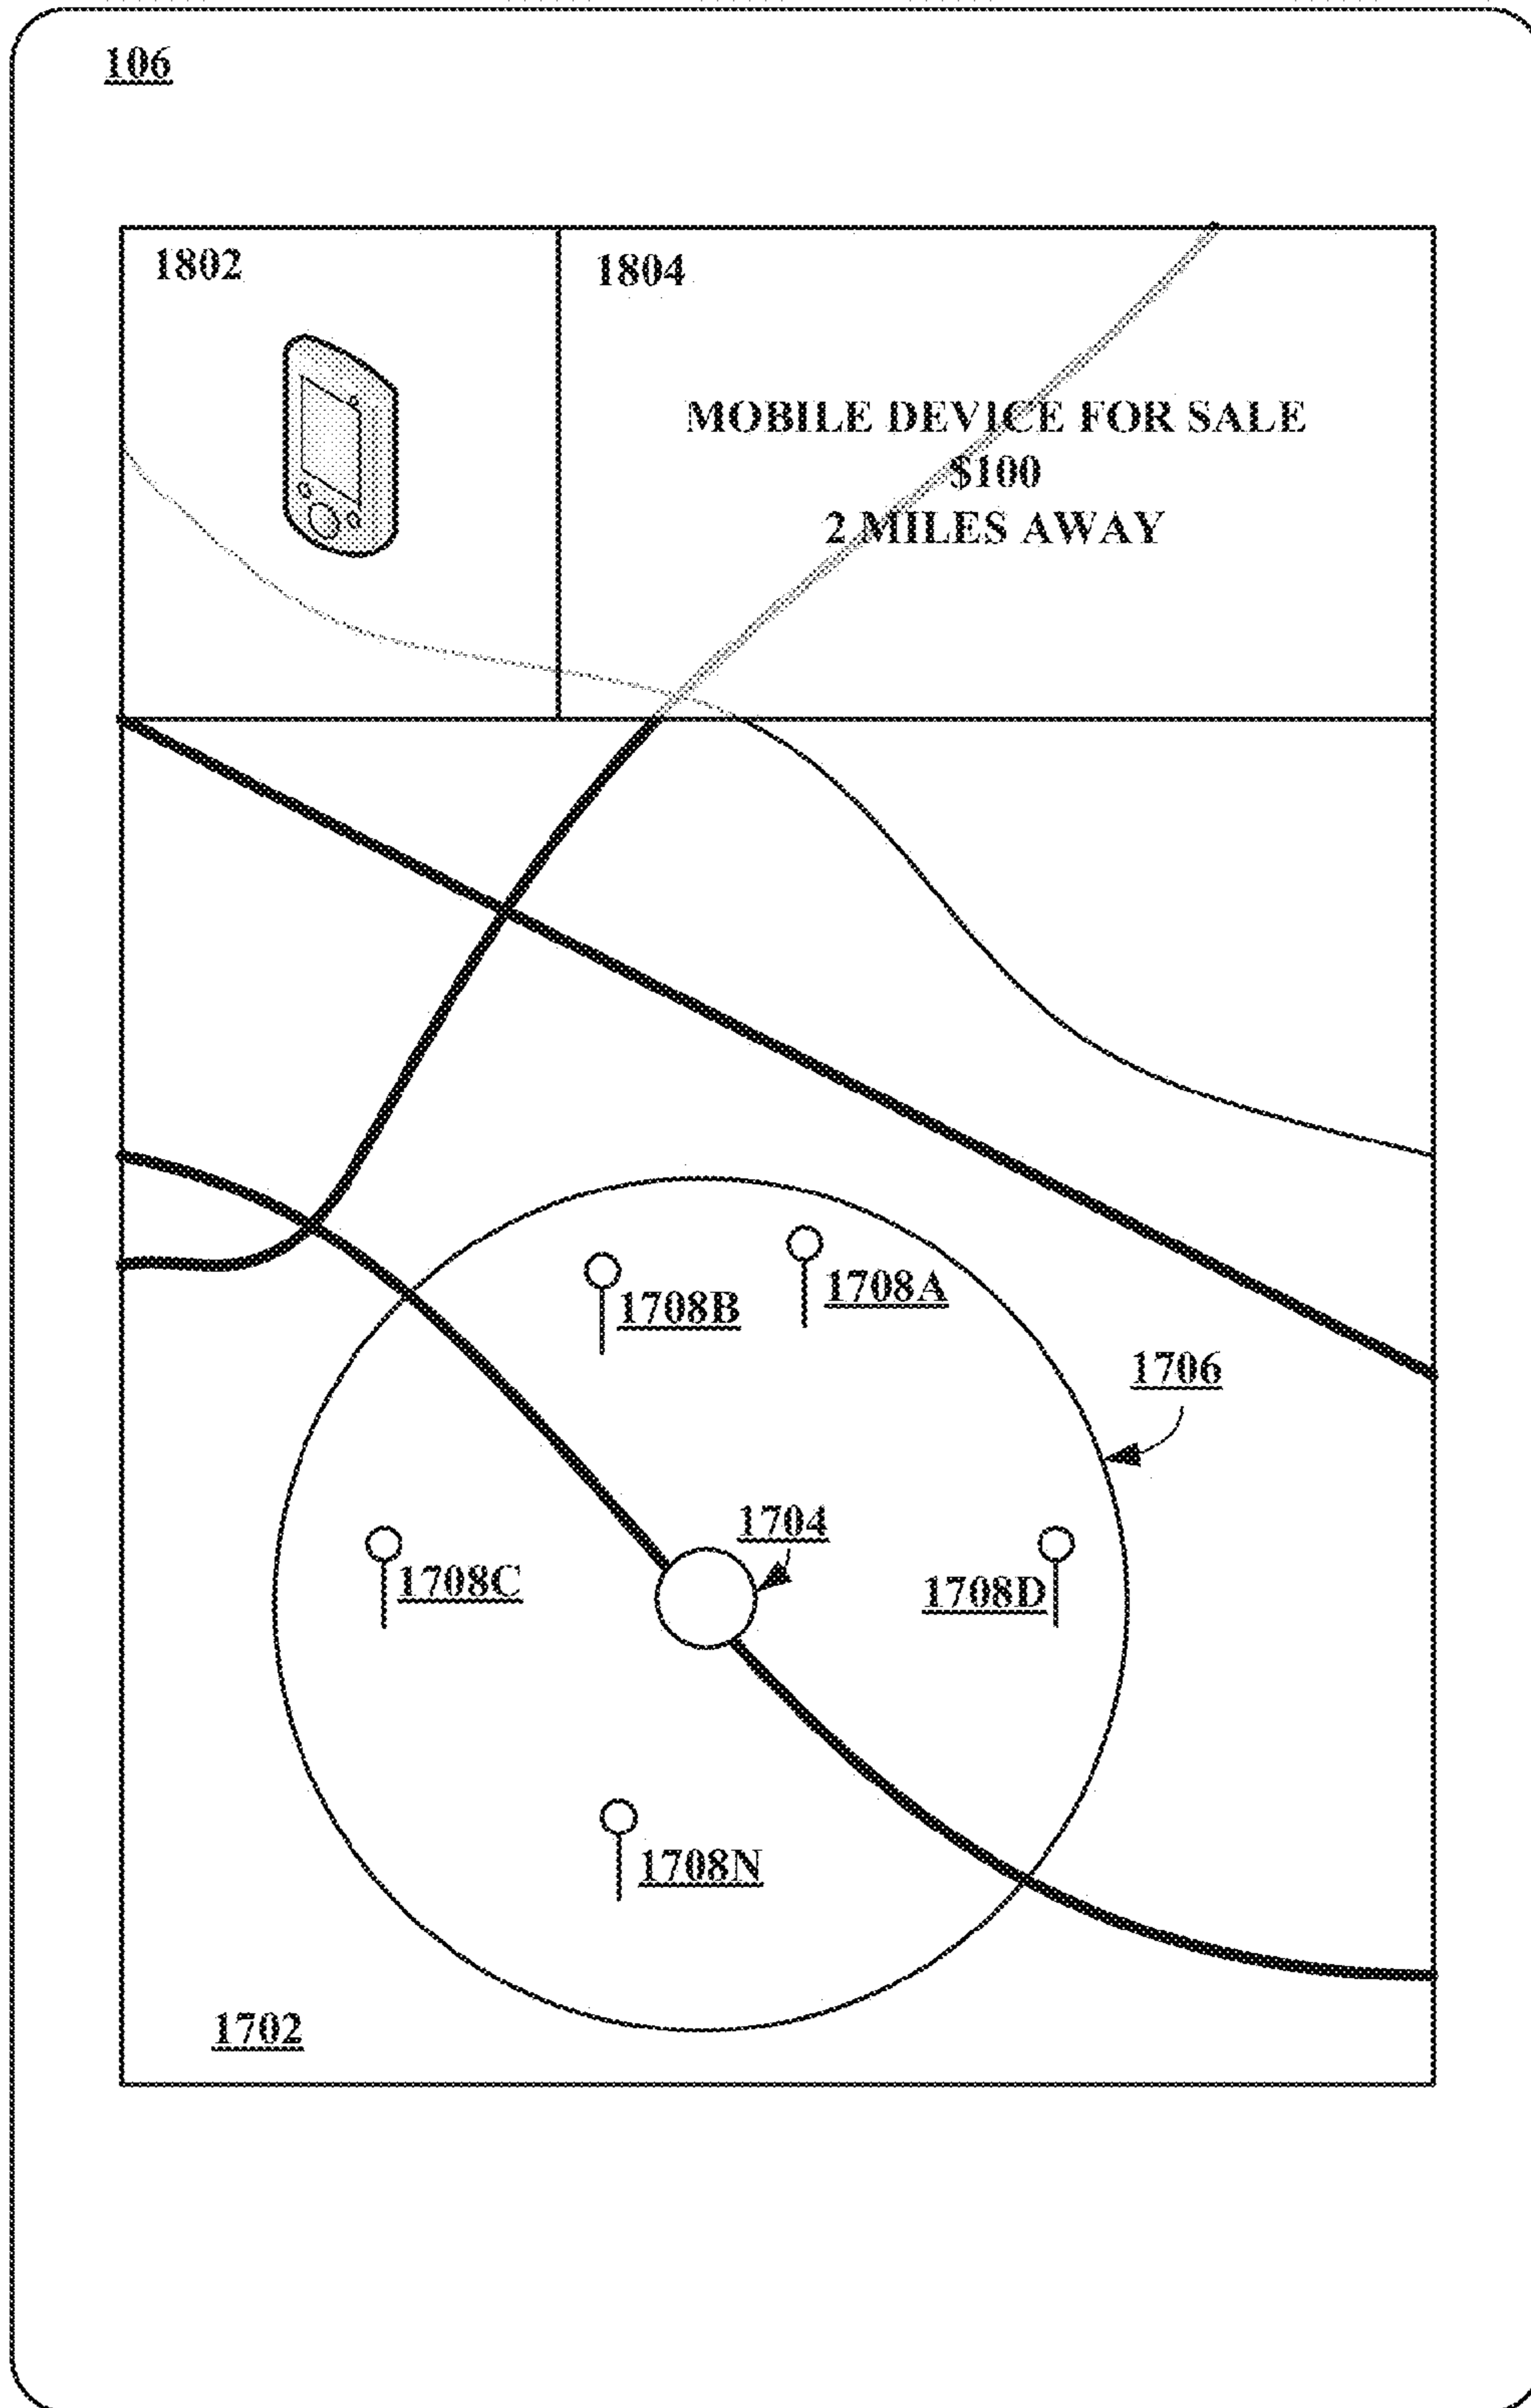 106
1802
1804
MOBILE DEVICE FOR SALE
$100
2 MILES AWAY
1708A
1708B
1706
1704
1708C
1708D
1708N
1702